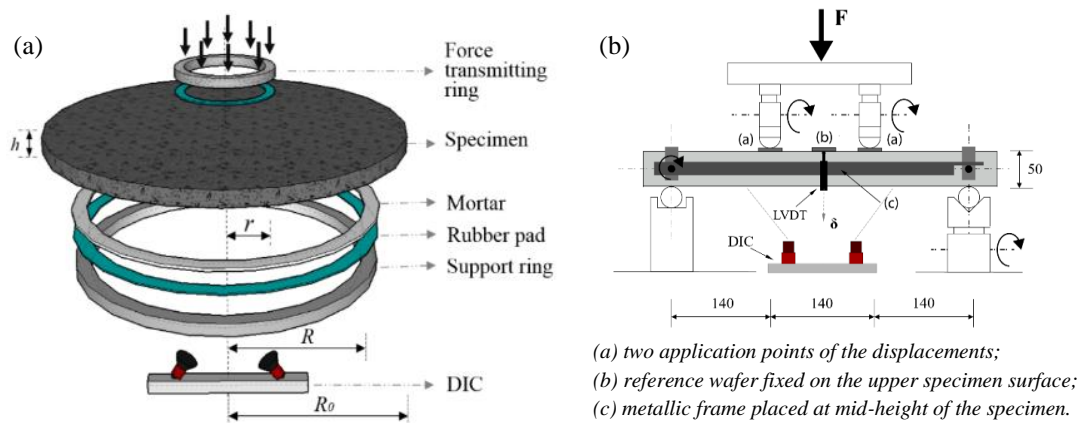 (a)
Force
transmitting
ring
Specimen
h
Mortar
r
Rubber pad
Support ring
R
DIC
R0
(b)
F
(a)
(b)
(a)
50
LVDT
(c)
δ
DIC
140
140
140
(a) two application points of the displacements;
(b) reference wafer fixed on the upper specimen surface;
(c) metallic frame placed at mid-height of the specimen.